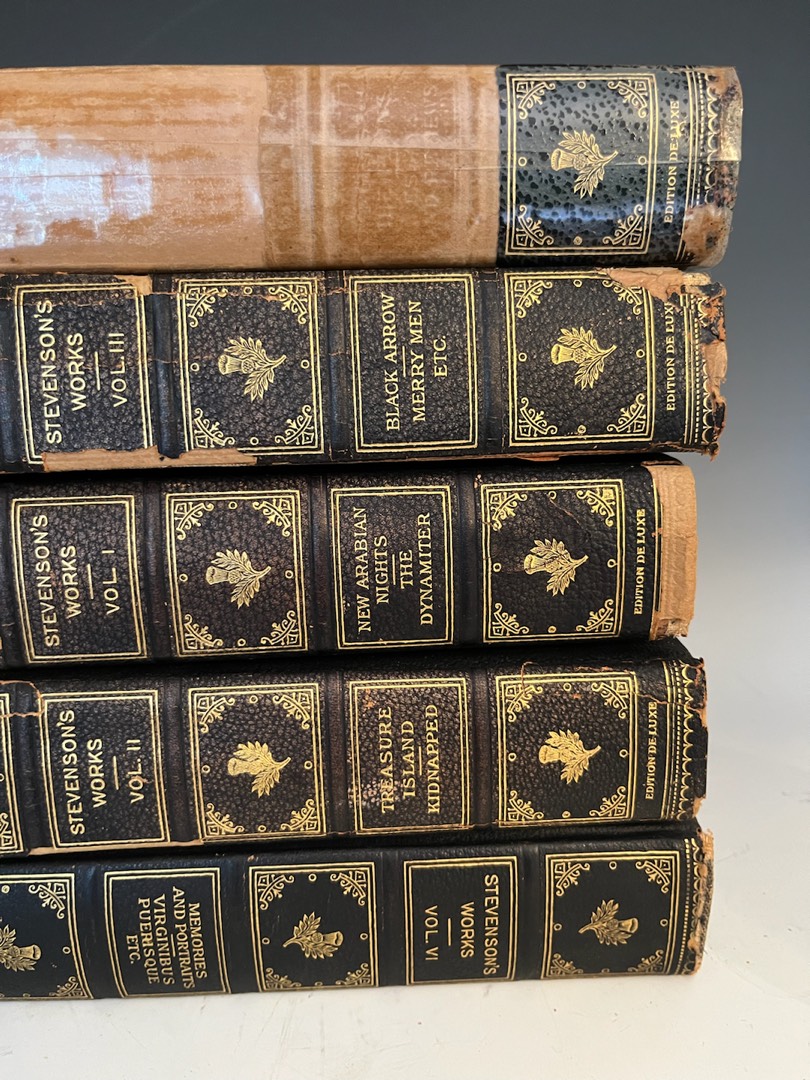 EDITION DE LUXE
STEVENSON'S
WORKS
VOL. III
BLACK ARROW
MERRY MEN
ETC.
EDITION DE LUXE
STEVENSON'S
WORKS
VOL. I
NEW ARABIAN
NIGHTS
THE
DYNAMITER
EDITION DE LUXE
STEVENSON'S
WORKS
VOL. II
TREASURE
ISLAND
KIDNAPPED
EDITION DE LUXE
MEMORIES
AND PORTRAITS
VIRGINIBUS
PUERISQUE
ETC.
STEVENSON'S
WORKS
VOL. VI